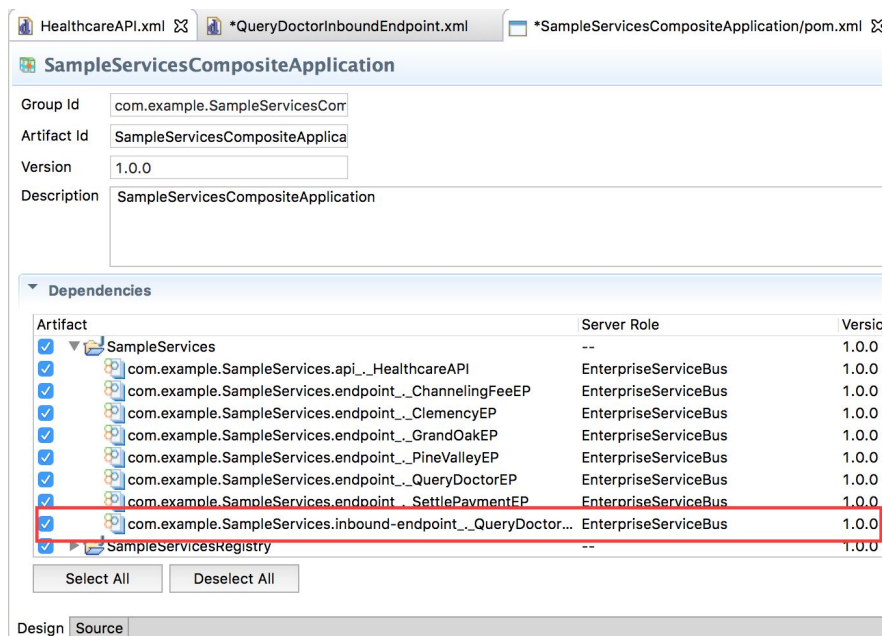 HealthcareAPI.xml *QueryDoctorInboundEndpoint.xml *SampleServicesCompositeApplication/pom.xml
SampleServicesCompositeApplication
Group Id com.example.SampleServicesCom
Artifact Id SampleServicesCompositeApplica
Version 1.0.0
Description SampleServicesCompositeApplication
Dependencies
Artifact Server Role Versio
SampleServices -- 1.0.0
com.example.SampleServices.api_._HealthcareAPI EnterpriseServiceBus 1.0.0
com.example.SampleServices.endpoint_._ChannelingFeeEP EnterpriseServiceBus 1.0.0
com.example.SampleServices.endpoint_._ClemencyEP EnterpriseServiceBus 1.0.0
com.example.SampleServices.endpoint_._GrandOakEP EnterpriseServiceBus 1.0.0
com.example.SampleServices.endpoint_._PineValleyEP EnterpriseServiceBus 1.0.0
com.example.SampleServices.endpoint_._QueryDoctorEP EnterpriseServiceBus 1.0.0
com.example.SampleServices.endpoint_._SettlePaymentEP EnterpriseServiceBus 1.0.0
com.example.SampleServices.inbound-endpoint_._QueryDoctor... EnterpriseServiceBus 1.0.0
SampleServicesRegistry -- 1.0.0
Select All Deselect All
Design Source